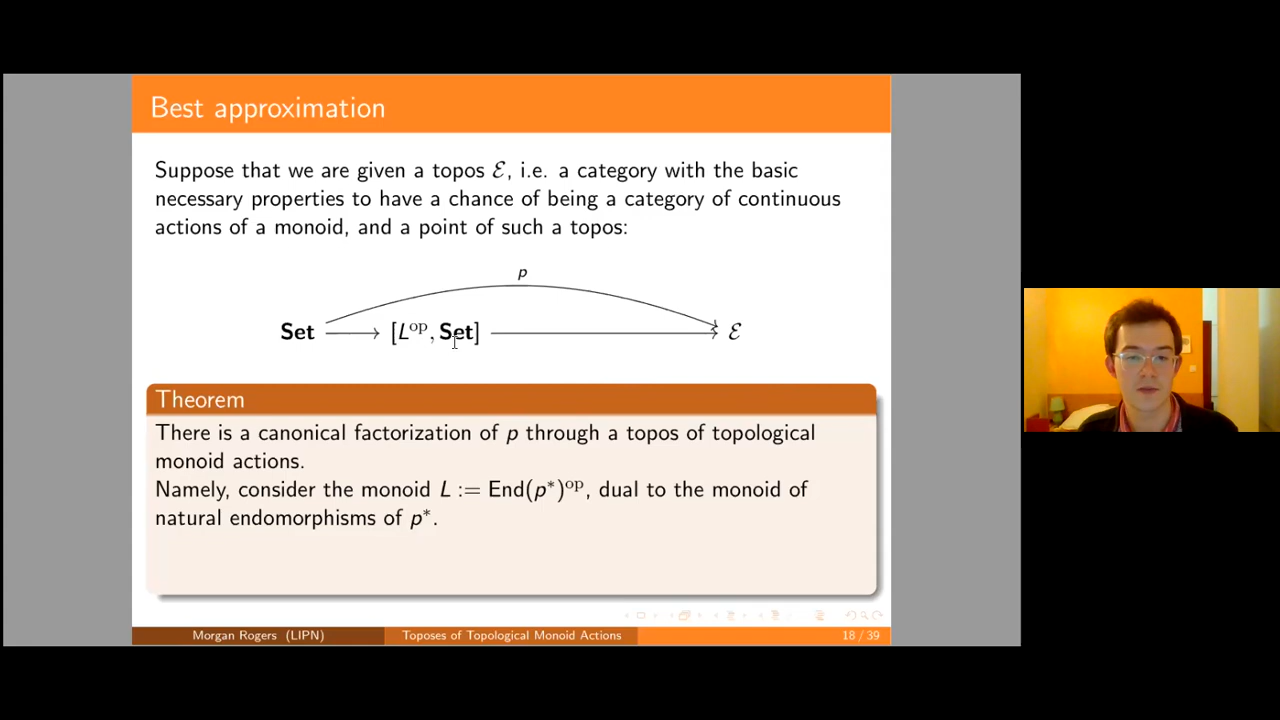 Best approximation
Suppose that we are given a topos ℰ, i.e. a category with the basic
necessary properties to have a chance of being a category of continuous
actions of a monoid, and a point of such a topos:
p
Set [Lᵒᵖ, Set] ℰ
Theorem
There is a canonical factorization of p through a topos of topological
monoid actions.
Namely, consider the monoid L := End(p*)ᵒᵖ, dual to the monoid of
natural endomorphisms of p*.
Morgan Rogers (LIPN) Toposes of Topological Monoid Actions 18 / 39